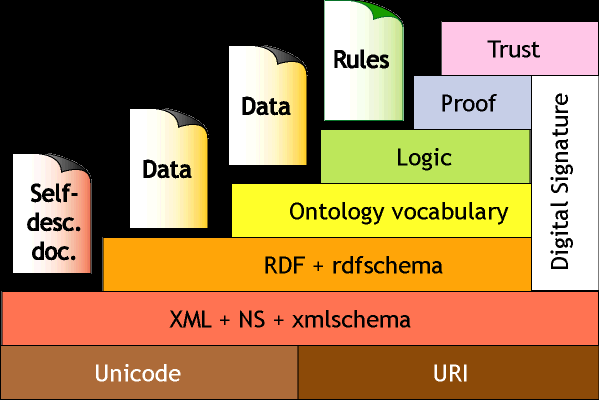 Rules
Trust
Data
Proof
Data
Logic
Self-
desc.
doc.
Ontology vocabulary
Digital Signature
RDF + rdfschema
XML + NS + xmlschema
Unicode
URI